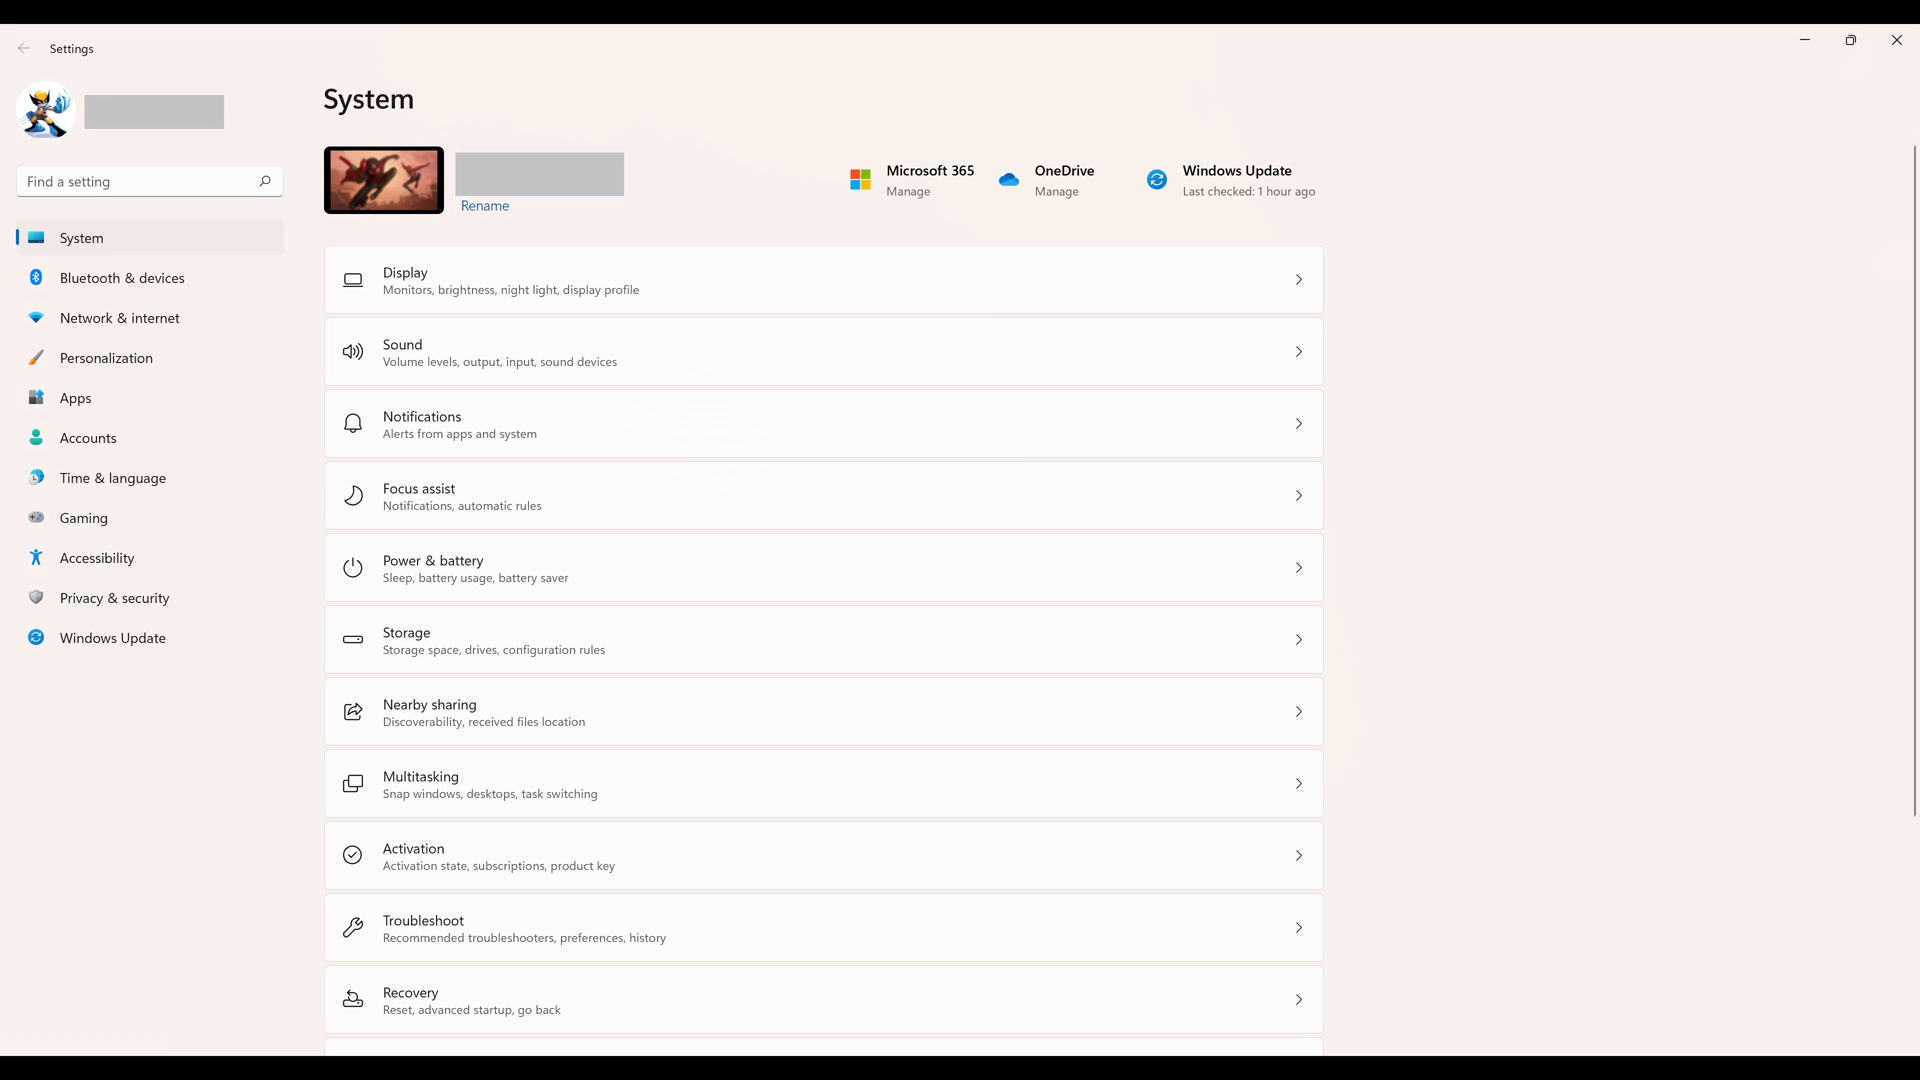 Settings
System
Find a setting
Rename
Microsoft 365
Manage
OneDrive
Manage
Windows Update
Last checked: 1 hour ago
System
Bluetooth & devices
Network & internet
Personalization
Apps
Accounts
Time & language
Gaming
Accessibility
Privacy & security
Windows Update
Display
Monitors, brightness, night light, display profile
Sound
Volume levels, output, input, sound devices
Notifications
Alerts from apps and system
Focus assist
Notifications, automatic rules
Power & battery
Sleep, battery usage, battery saver
Storage
Storage space, drives, configuration rules
Nearby sharing
Discoverability, received files location
Multitasking
Snap windows, desktops, task switching
Activation
Activation state, subscriptions, product key
Troubleshoot
Recommended troubleshooters, preferences, history
Recovery
Reset, advanced startup, go back